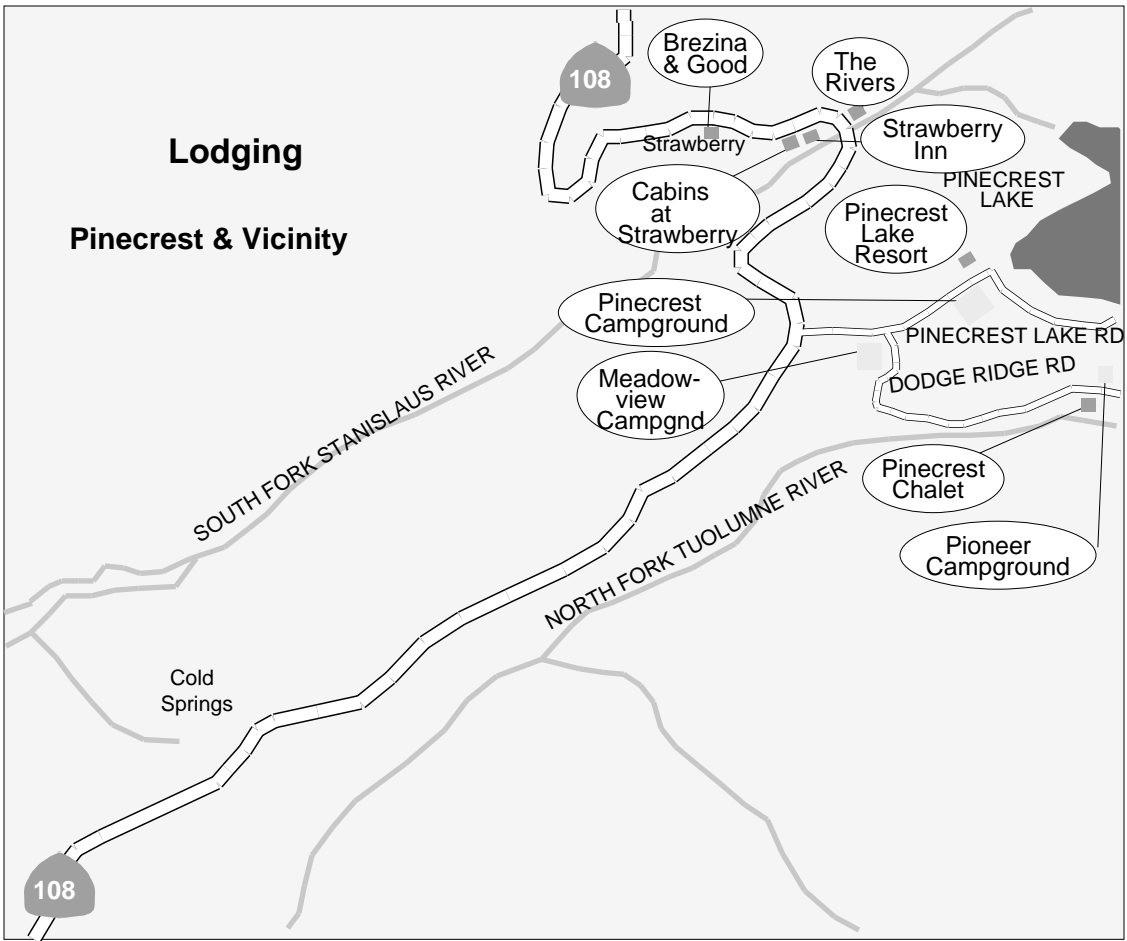 108
Brezina
& Good
The
Rivers
Lodging
Strawberry
Strawberry
Inn
PINECREST
LAKE
Cabins
at
Strawberry
Pinecrest
Lake
Resort
Pinecrest & Vicinity
Pinecrest
Campground
PINECREST LAKE RD
DODGE RIDGE RD
Meadow-
view
Campgnd
SOUTH FORK STANISLAUS RIVER
Pinecrest
Chalet
NORTH FORK TUOLUMNE RIVER
Pioneer
Campground
Cold
Springs
108